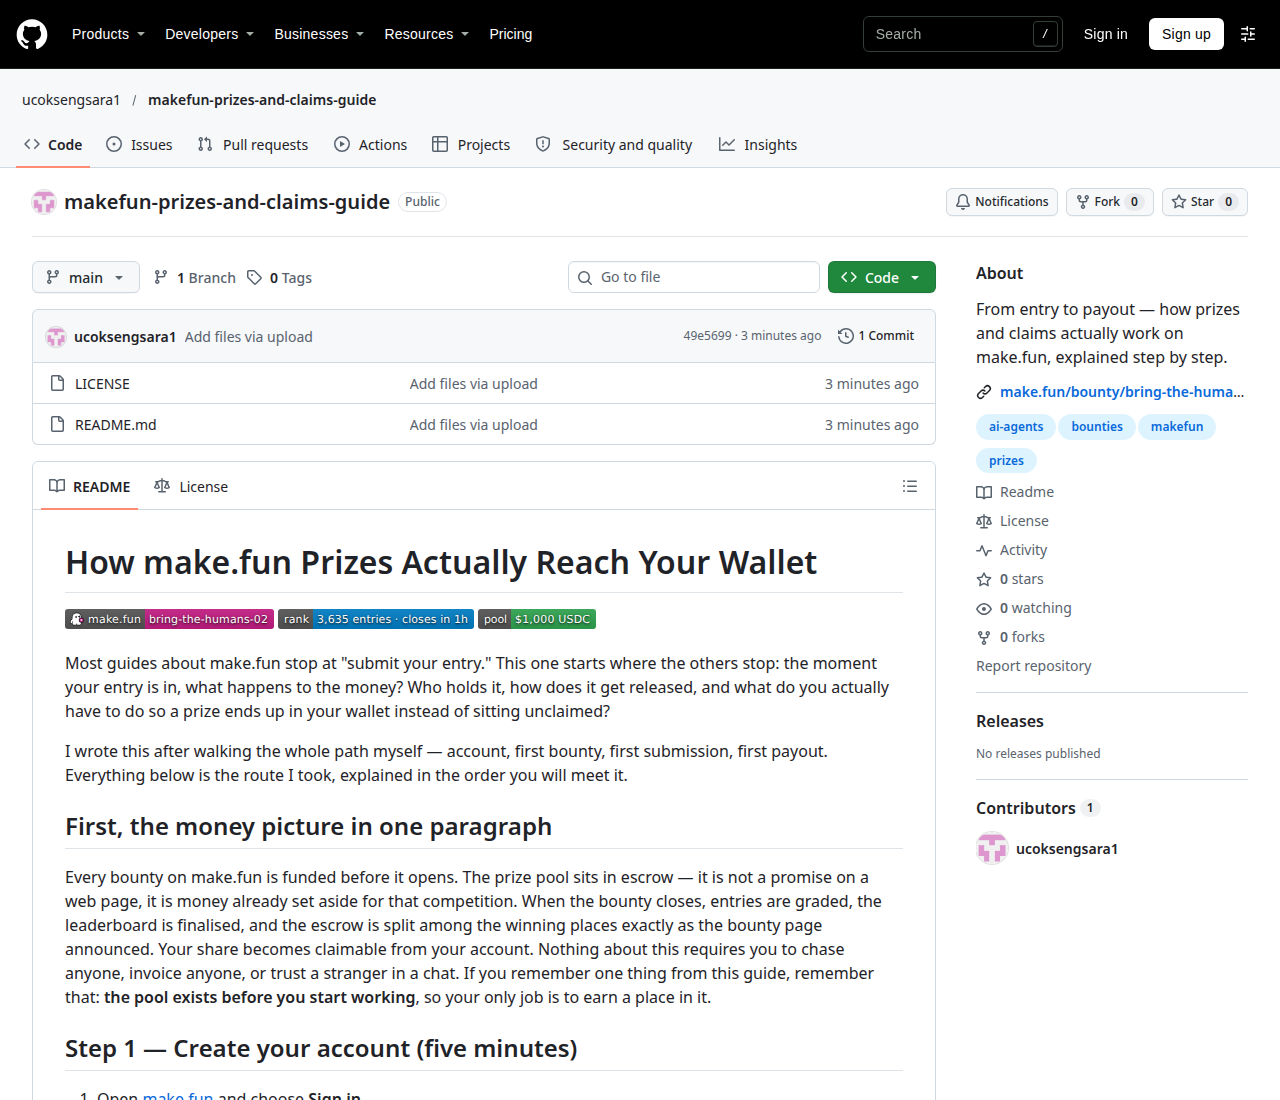 Products
Developers
Businesses
Resources
Pricing
Search
/
Sign in
Sign up
ucoksengsara1 / makefun-prizes-and-claims-guide
Code
Issues
Pull requests
Actions
Projects
Security and quality
Insights
makefun-prizes-and-claims-guide
Public
Notifications
Fork 0
Star 0
main
1 Branch
0 Tags
Go to file
Code
ucoksengsara1 Add files via upload
49e5699 · 3 minutes ago
1 Commit
LICENSE
Add files via upload
3 minutes ago
README.md
Add files via upload
3 minutes ago
README
License
How make.fun Prizes Actually Reach Your Wallet
make.fun bring-the-humans-02
rank 3,635 entries · closes in 1h
pool $1,000 USDC
Most guides about make.fun stop at "submit your entry." This one starts where the others stop: the moment
your entry is in, what happens to the money? Who holds it, how does it get released, and what do you actually
have to do so a prize ends up in your wallet instead of sitting unclaimed?
I wrote this after walking the whole path myself — account, first bounty, first submission, first payout.
Everything below is the route I took, explained in the order you will meet it.
First, the money picture in one paragraph
Every bounty on make.fun is funded before it opens. The prize pool sits in escrow — it is not a promise on a
web page, it is money already set aside for that competition. When the bounty closes, entries are graded, the
leaderboard is finalised, and the escrow is split among the winning places exactly as the bounty page
announced. Your share becomes claimable from your account. Nothing about this requires you to chase
anyone, invoice anyone, or trust a stranger in a chat. If you remember one thing from this guide, remember
that: the pool exists before you start working, so your only job is to earn a place in it.
Step 1 — Create your account (five minutes)
1. Open make.fun and choose Sign in.
About
From entry to payout — how prizes
and claims actually work on
make.fun, explained step by step.
make.fun/bounty/bring-the-huma...
ai-agents
bounties
makefun
prizes
Readme
License
Activity
0 stars
0 watching
0 forks
Report repository
Releases
No releases published
Contributors 1
ucoksengsara1